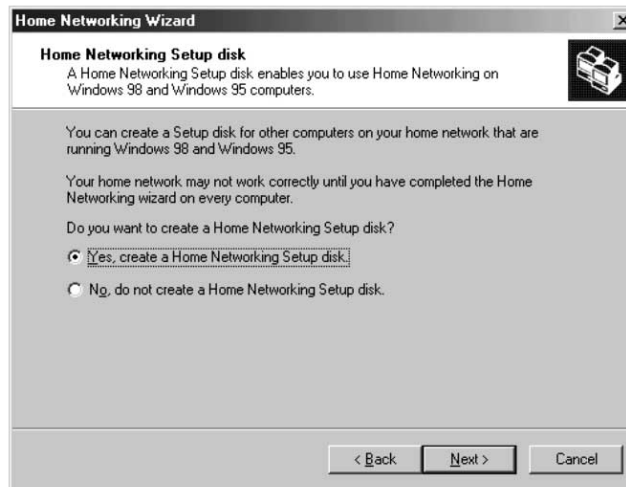 Home Networking Wizard
Home Networking Setup disk
A Home Networking Setup disk enables you to use Home Networking on
Windows 98 and Windows 95 computers.
You can create a Setup disk for other computers on your home network that are
running Windows 98 and Windows 95.
Your home network may not work correctly until you have completed the Home
Networking wizard on every computer.
Do you want to create a Home Networking Setup disk?
Yes, create a Home Networking Setup disk.
No, do not create a Home Networking Setup disk.
< Back Next > Cancel